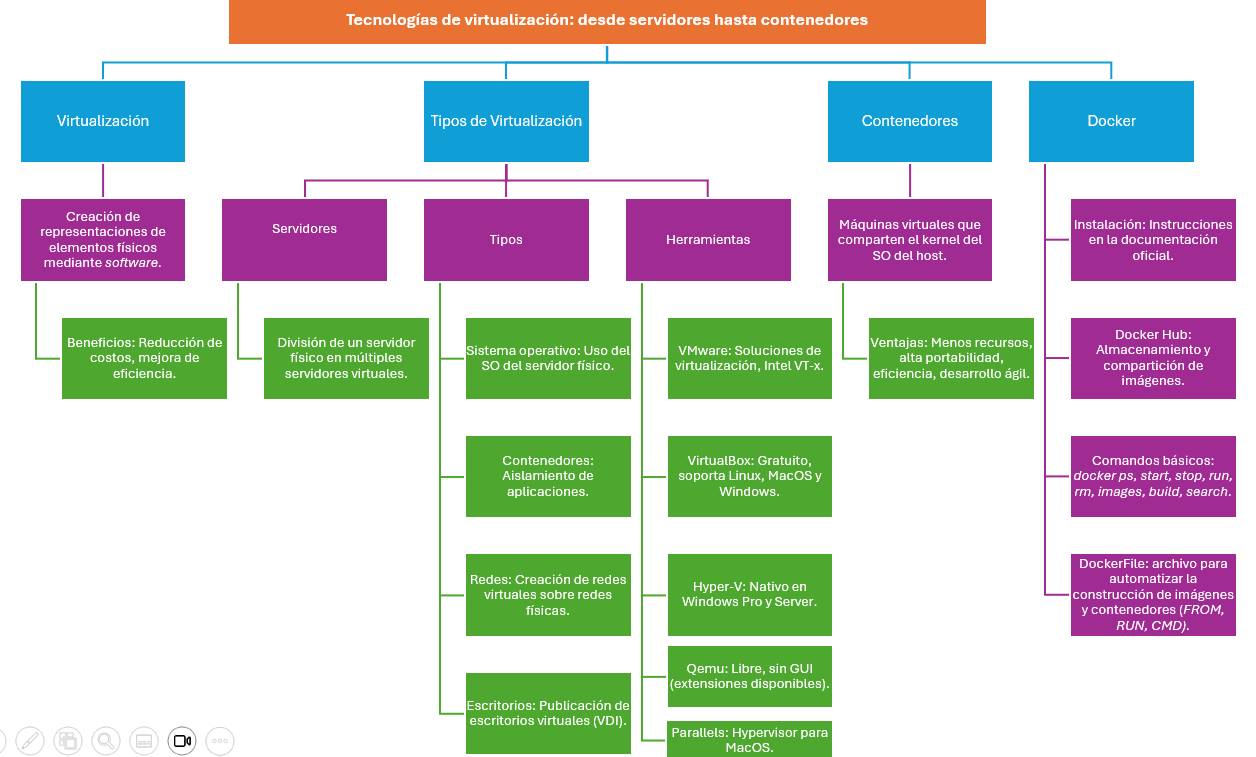 Tecnologías de virtualización: desde servidores hasta contenedores
Virtualización
Tipos de Virtualización
Contenedores
Docker
Creación de
representaciones de
elementos físicos
mediante software.
Servidores
Tipos
Herramientas
Máquinas virtuales que
comparten el kernel del
SO del host.
Instalación: Instrucciones
en la documentación
oficial.
Beneficios: Reducción de
costos, mejora de
eficiencia.
División de un servidor
físico en múltiples
servidores virtuales.
Sistema operativo: Uso del
SO del servidor físico.
VMware: Soluciones de
virtualización, Intel VT-x.
Ventajas: Menos recursos,
alta portabilidad,
eficiencia, desarrollo ágil.
Docker Hub:
Almacenamiento y
compartición de
imágenes.
Contenedores:
Aislamiento de
aplicaciones.
VirtualBox: Gratuito,
soporta Linux, MacOS y
Windows.
Comandos básicos:
docker ps, start, stop, run,
rm, images, build, search.
Redes: Creación de redes
virtuales sobre redes
físicas.
Hyper-V: Nativo en
Windows Pro y Server.
DockerFile: archivo para
automatizar la
construcción de imágenes
y contenedores (FROM,
RUN, CMD).
Qemu: Libre, sin GUI
(extensiones disponibles).
Escritorios: Publicación de
escritorios virtuales (VDI).
Parallels: Hypervisor para
MacOS.